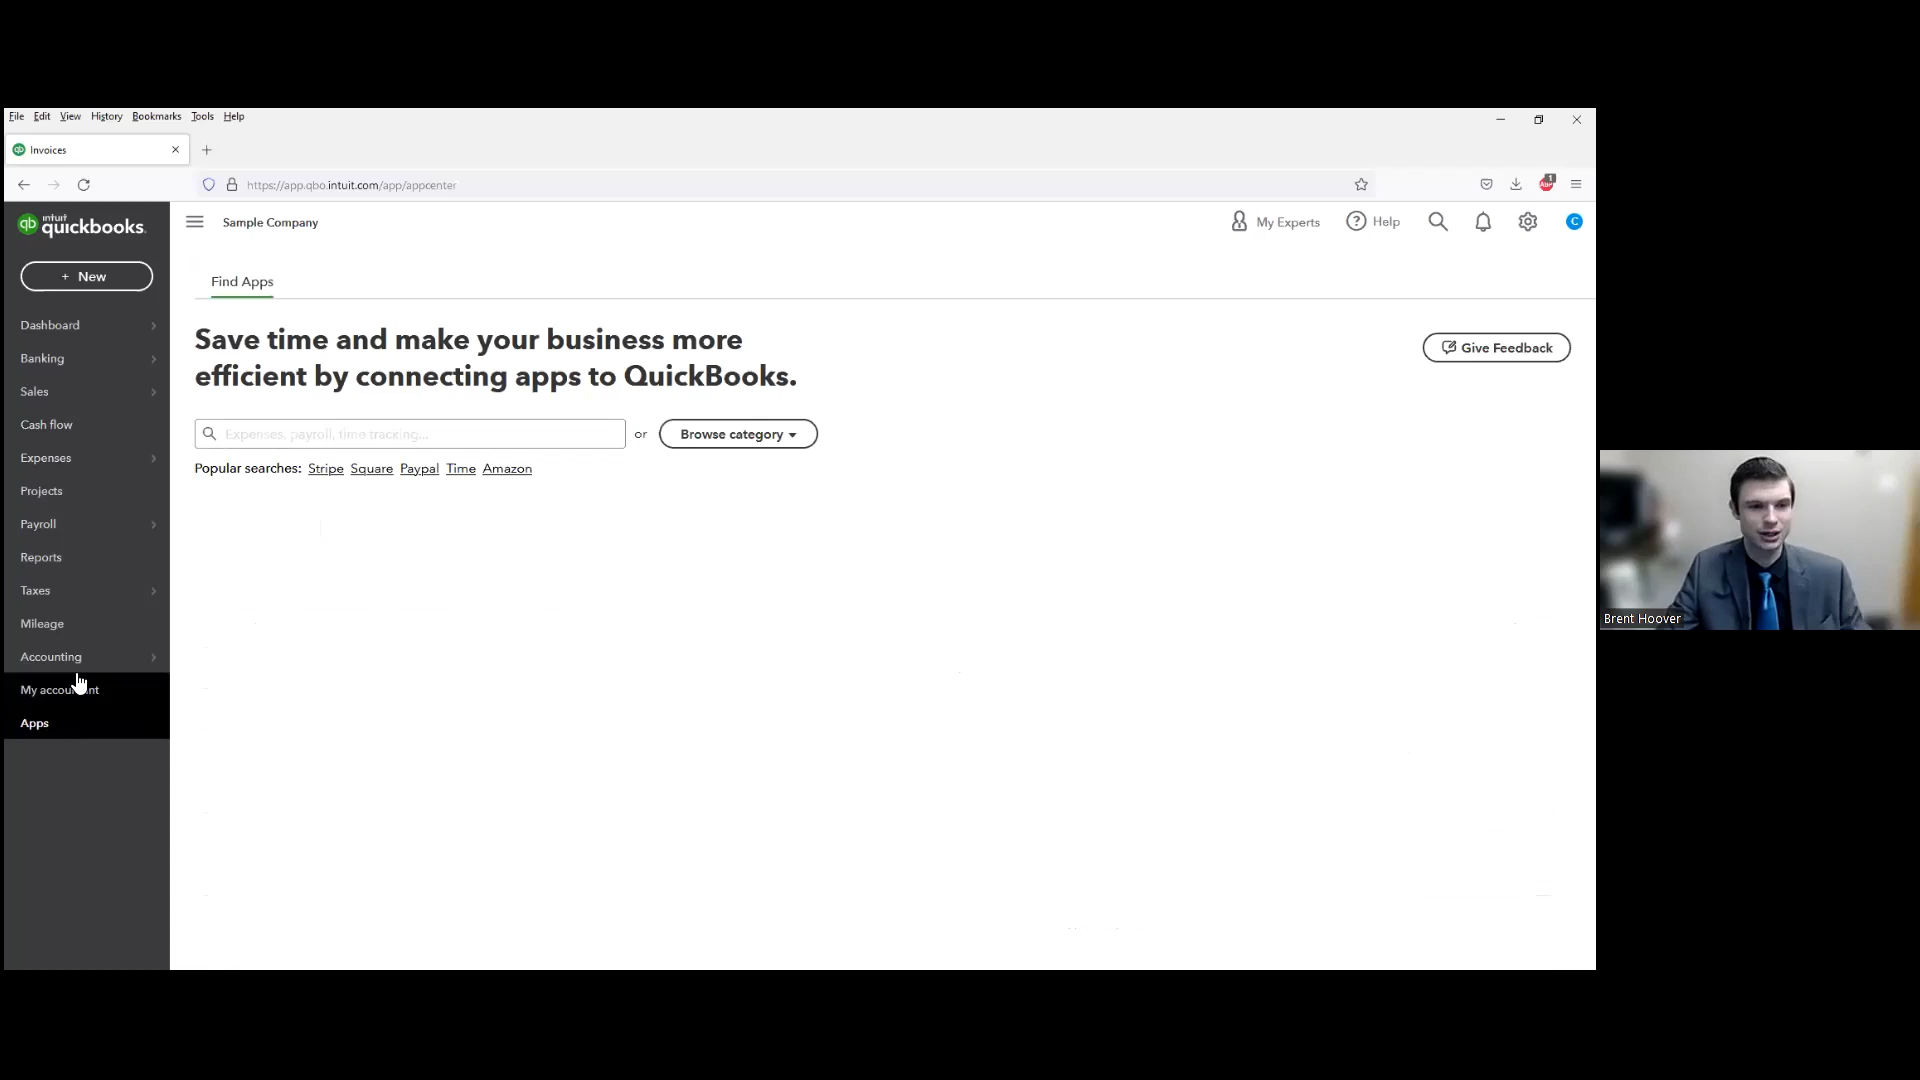 File Edit View History Bookmarks Tools Help
Invoices
https://app.qbo.intuit.com/app/appcenter
intuit
quickbooks.
Sample Company
My Experts
Help
C
+ New
Find Apps
Dashboard
Banking
Sales
Cash flow
Expenses
Projects
Payroll
Reports
Taxes
Mileage
Accounting
My accountant
Apps
Save time and make your business more
efficient by connecting apps to QuickBooks.
Give Feedback
Expenses, payroll, time tracking...
or
Browse category
Popular searches: Stripe Square Paypal Time Amazon
Brent Hoover